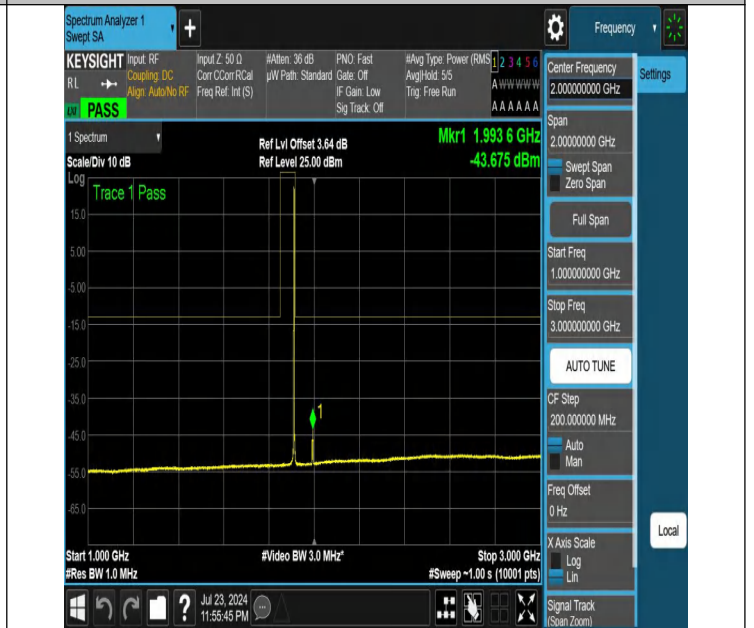 Spectrum Analyzer 1
Swept SA
+
Frequency
KEYSIGHT
RL
PASS
Input: RF
Coupling: DC
Align: Auto/No RF
Input Z: 50 Ω
Corr CCorr RCal
Freq Ref: Int (S)
#Atten: 36 dB
µW Path: Standard
PNO: Fast
Gate: Off
IF Gain: Low
Sig Track: Off
#Avg Type: Power (RMS
Avg|Hold: 5/5
Trig: Free Run
1 2 3 4 5 6
A W W W W W
A A A A A A
1 Spectrum
Scale/Div 10 dB
Ref Lvl Offset 3.64 dB
Ref Level 25.00 dBm
Mkr1 1.993 6 GHz
-43.675 dBm
Log
Trace 1 Pass
15.0
5.00
-5.00
-15.0
-25.0
-35.0
-45.0
-55.0
-65.0
1
Start 1.000 GHz
#Res BW 1.0 MHz
#Video BW 3.0 MHz*
Stop 3.000 GHz
#Sweep ~1.00 s (10001 pts)
Center Frequency
2.000000000 GHz
Settings
Span
2.00000000 GHz
Swept Span
Zero Span
Full Span
Start Freq
1.000000000 GHz
Stop Freq
3.000000000 GHz
AUTO TUNE
CF Step
200.000000 MHz
Auto
Man
Freq Offset
0 Hz
X Axis Scale
Log
Lin
Signal Track
(Span Zoom)
Local
?
Jul 23, 2024
11:55:45 PM